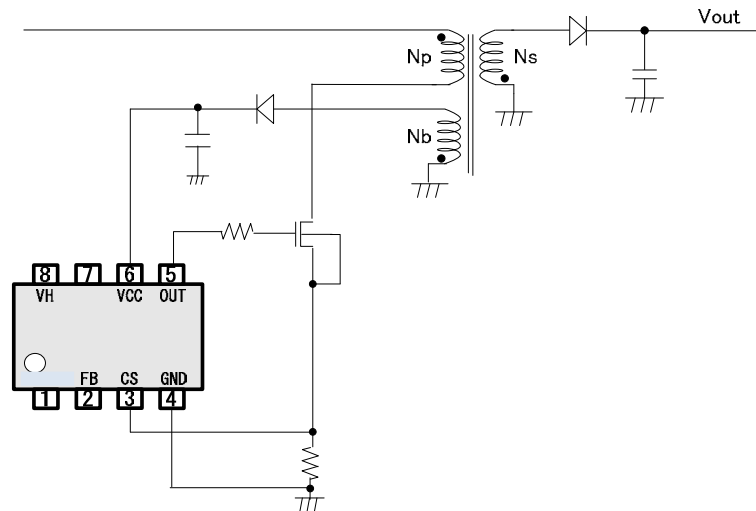 Vout
Np
Ns
Nb
8 7 6 5
VH VCC OUT
FB CS GND
1 2 3 4